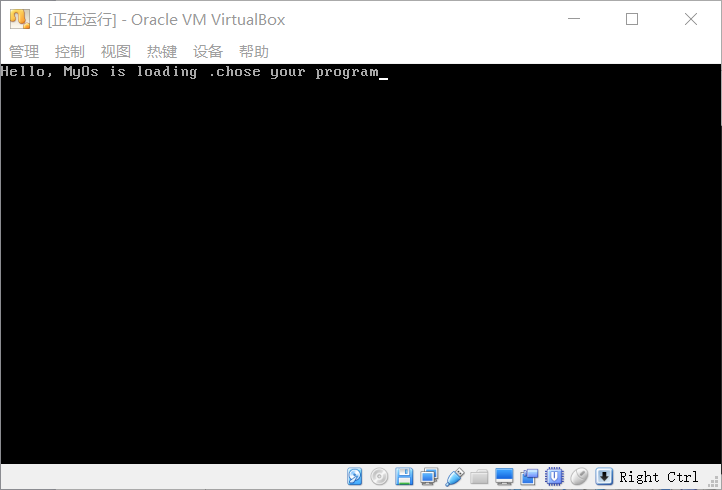 a [正在运行] - Oracle VM VirtualBox
管理 控制 视图 热键 设备 帮助
Hello, MyOs is loading .chose your program_
Right Ctrl